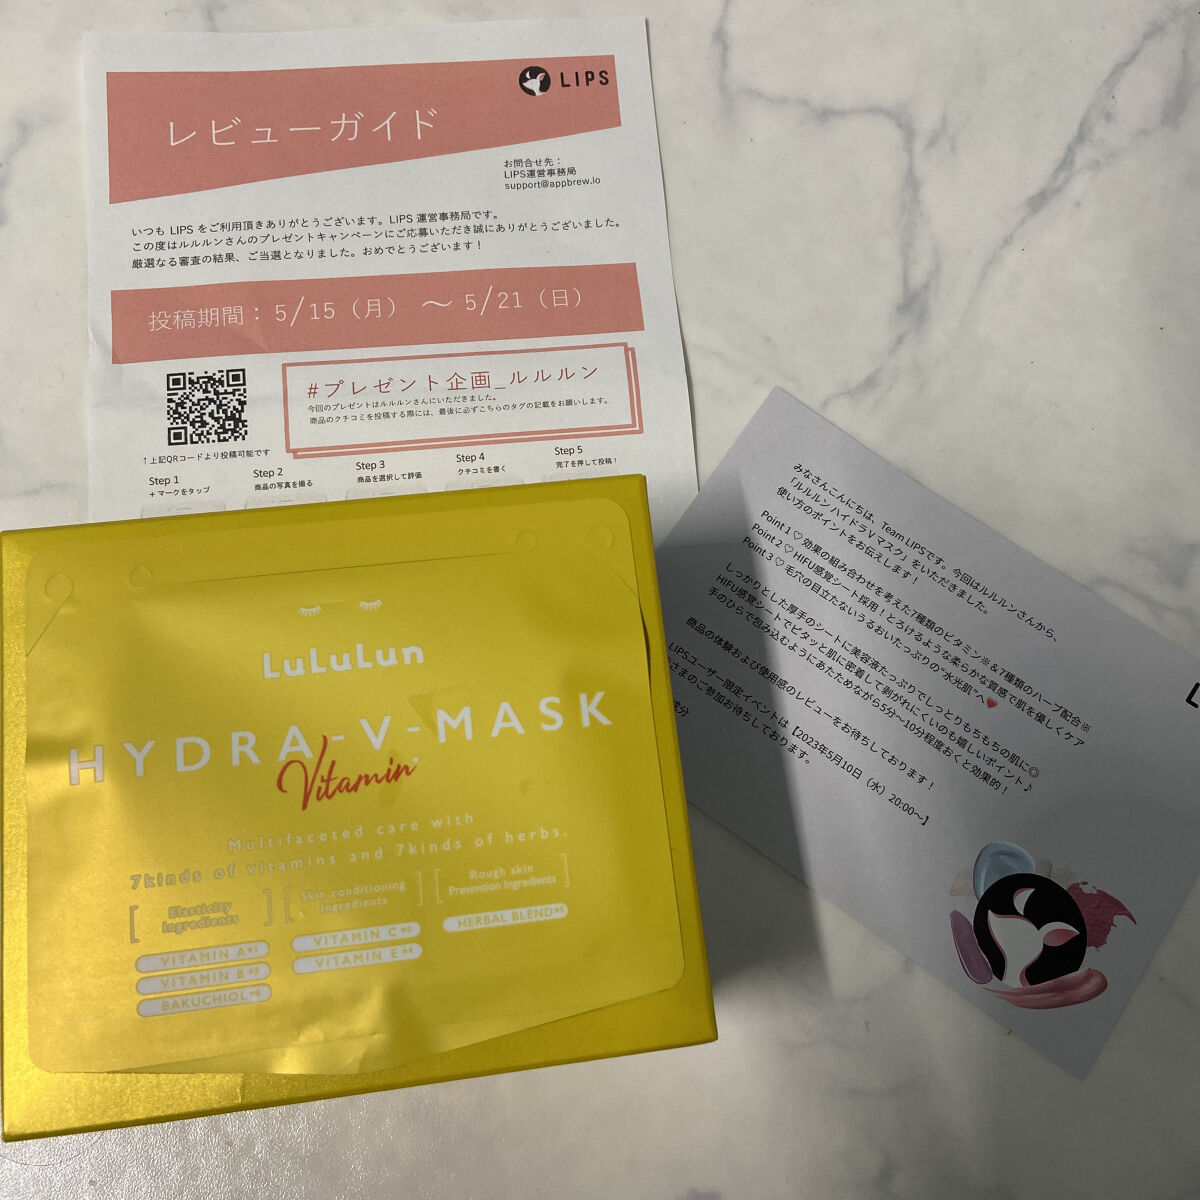 LIPS
レビューガイド
お問合せ先：
LIPS運営事務局
support@appbrew.io
いつも LIPS をご利用頂きありがとうございます。LIPS 運営事務局です。
この度はルルルンさんのプレゼントキャンペーンにご応募いただき誠にありがとうございました。
厳選なる審査の結果、ご当選となりました。おめでとうございます！
投稿期間：5/15（月） ～ 5/21（日）
#プレゼント企画_ルルルン
今回のプレゼントはルルルンさんにいただきました。
商品のクチコミを投稿する際には、最後に必ずこちらのタグの記載をお願いします。
↑上記QRコードより投稿可能です
Step 1
+ マークをタップ
Step 2
商品の写真を撮る
Step 3
商品を選択して評価
Step 4
クチコミを書く
Step 5
完了を押して投稿！
LuLuLun
HYDRA-V-MASK
Vitamin
Multifaceted care with
7kinds of vitamins and 7kinds of herbs.
Elasticity
Ingredients
VITAMIN A※1
VITAMIN B※2
BAKUCHIOL※6
Skin conditioning
Ingredients
VITAMIN C※3
VITAMIN E※4
Rough skin
Prevention Ingredients
HERBAL BLEND※5
みなさんこんにちは、Team LIPSです。今回はルルルンさんから、
「ルルルンハイドラVマスク」をいただきました。
使い方のポイントをお伝えします！
Point 1 ♡ 効果の組み合わせを考えた7種類のビタミン※&7種類のハーブ配合※
Point 2 ♡ HIFU感覚シート採用！とろけるような柔らかな質感で肌を優しくケア
Point 3 ♡ 毛穴の目立たないうるおいたっぷりの“水光肌”へ♥
しっかりとした厚手のシートに美容液たっぷりでしっとりもちもちの肌に◎
HIFU感覚シートでピタッと肌に密着して剥がれにくいのも嬉しいポイント♪
手のひらで包み込むようにあたためながら5分～10分程度おくと効果的！
商品の体験および使用感のレビューをお待ちしております！
LIPSユーザー限定イベントは【2023年5月10日（水）20:00～】
さまのご参加お待ちしております。
成分
L